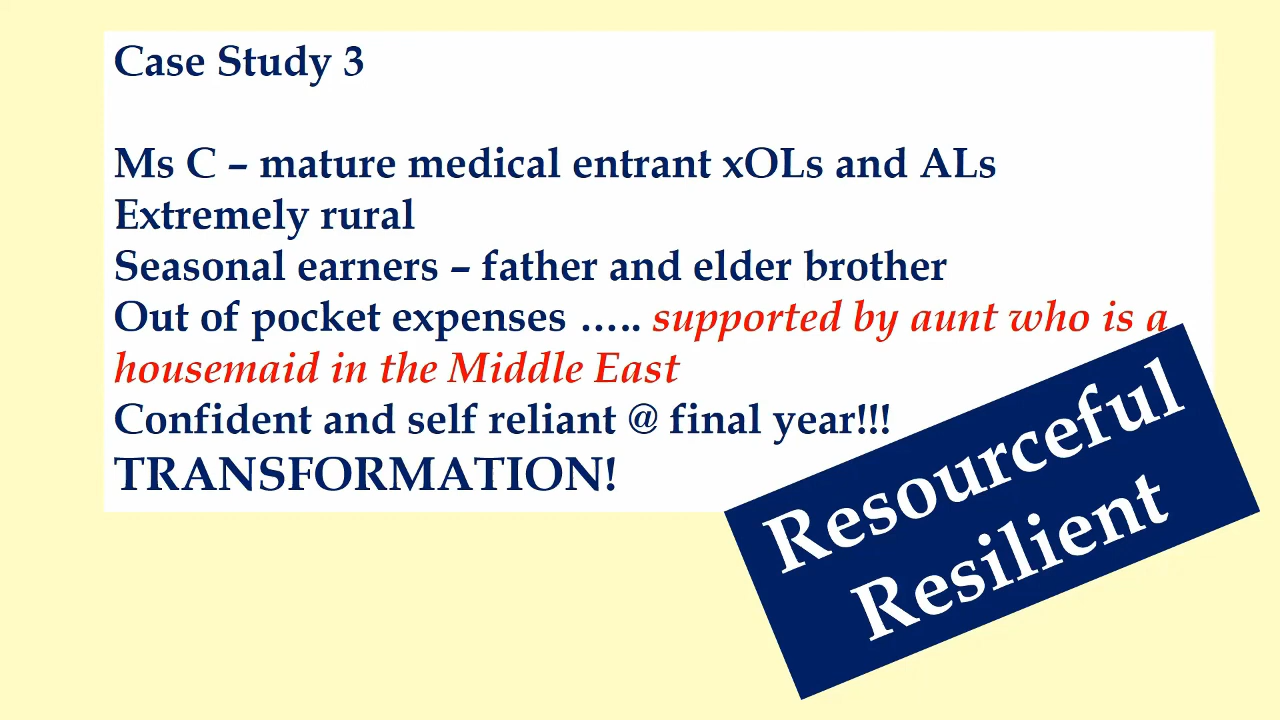 Case Study 3
Ms C – mature medical entrant xOLs and ALs
Extremely rural
Seasonal earners – father and elder brother
Out of pocket expenses ….. supported by aunt who is a
housemaid in the Middle East
Confident and self reliant @ final year!!!
TRANSFORMATION!
Resourceful
Resilient